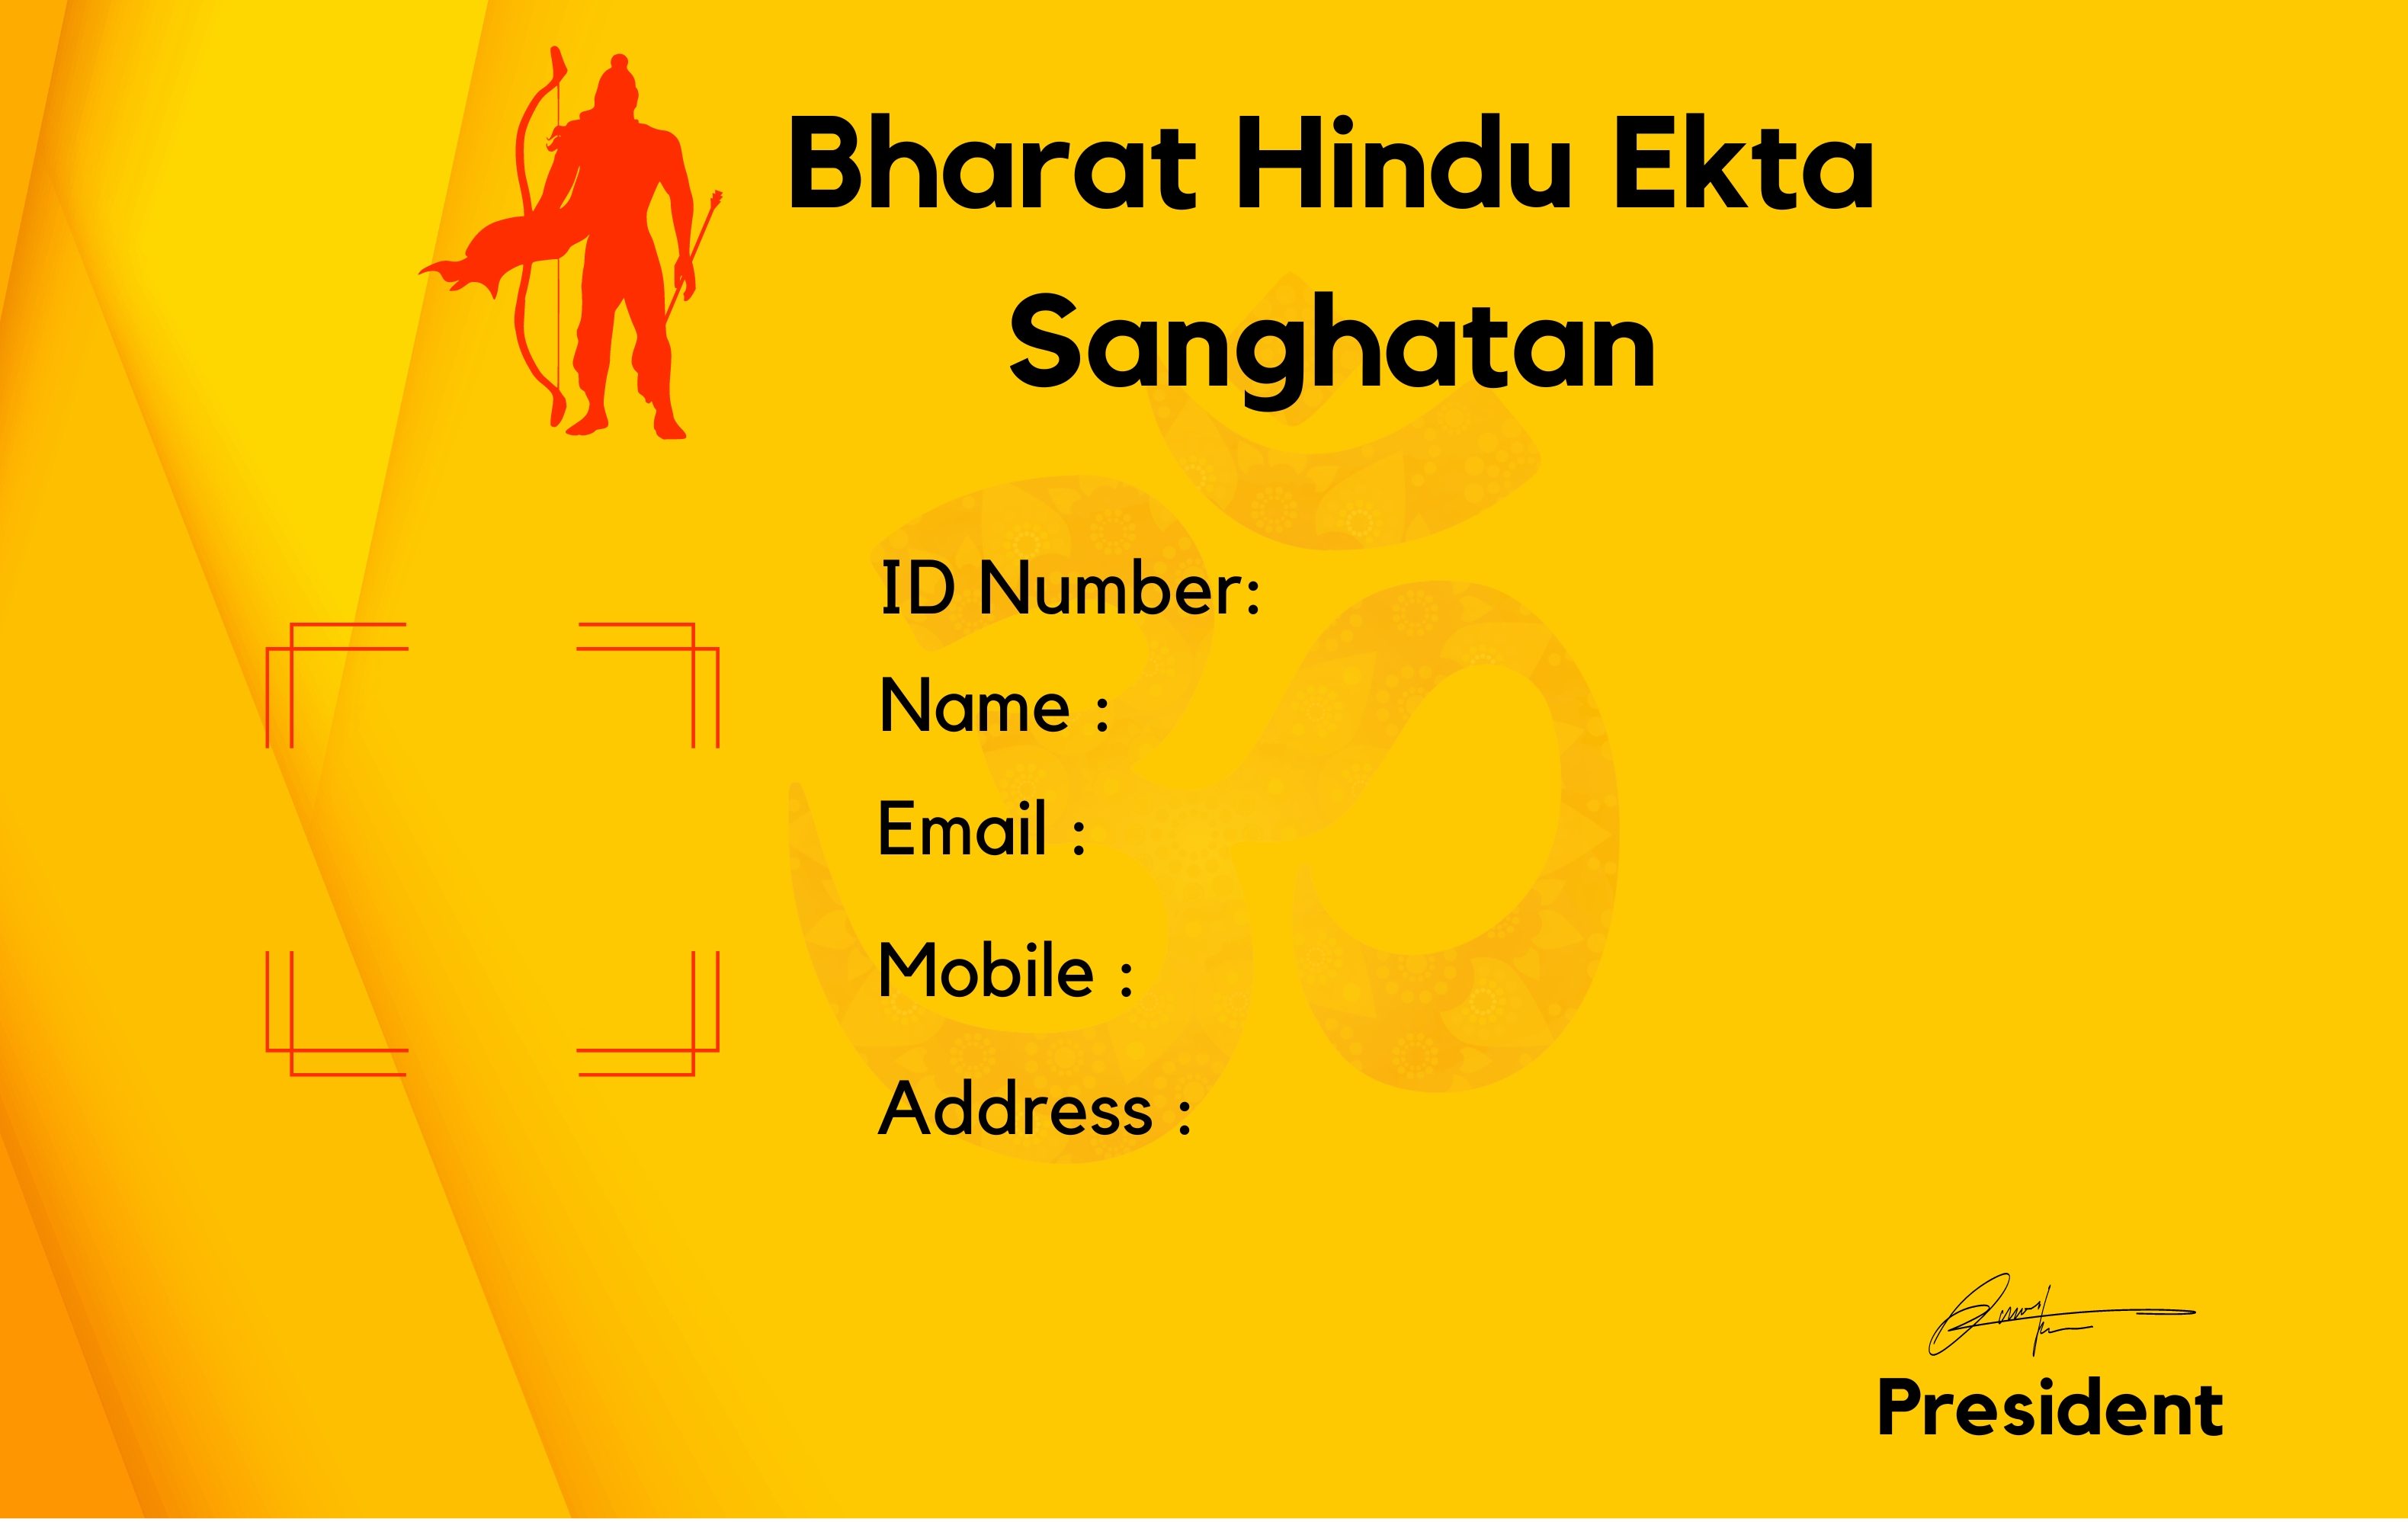 Bharat Hindu Ekta
Sanghatan
ID Number:
Name :
Email :
Mobile :
Address :
President